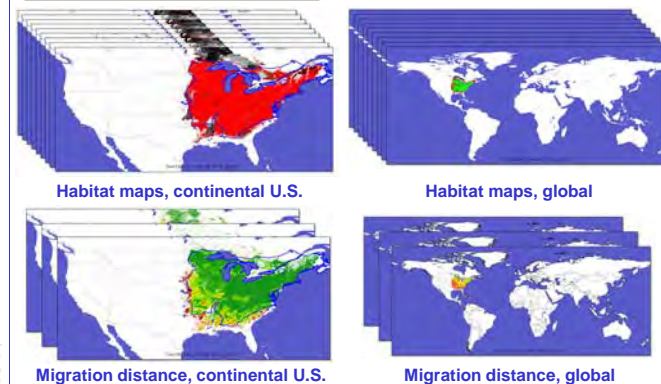 Habitat maps, continental U.S.
Habitat maps, global
Migration distance, continental U.S.
Migration distance, global